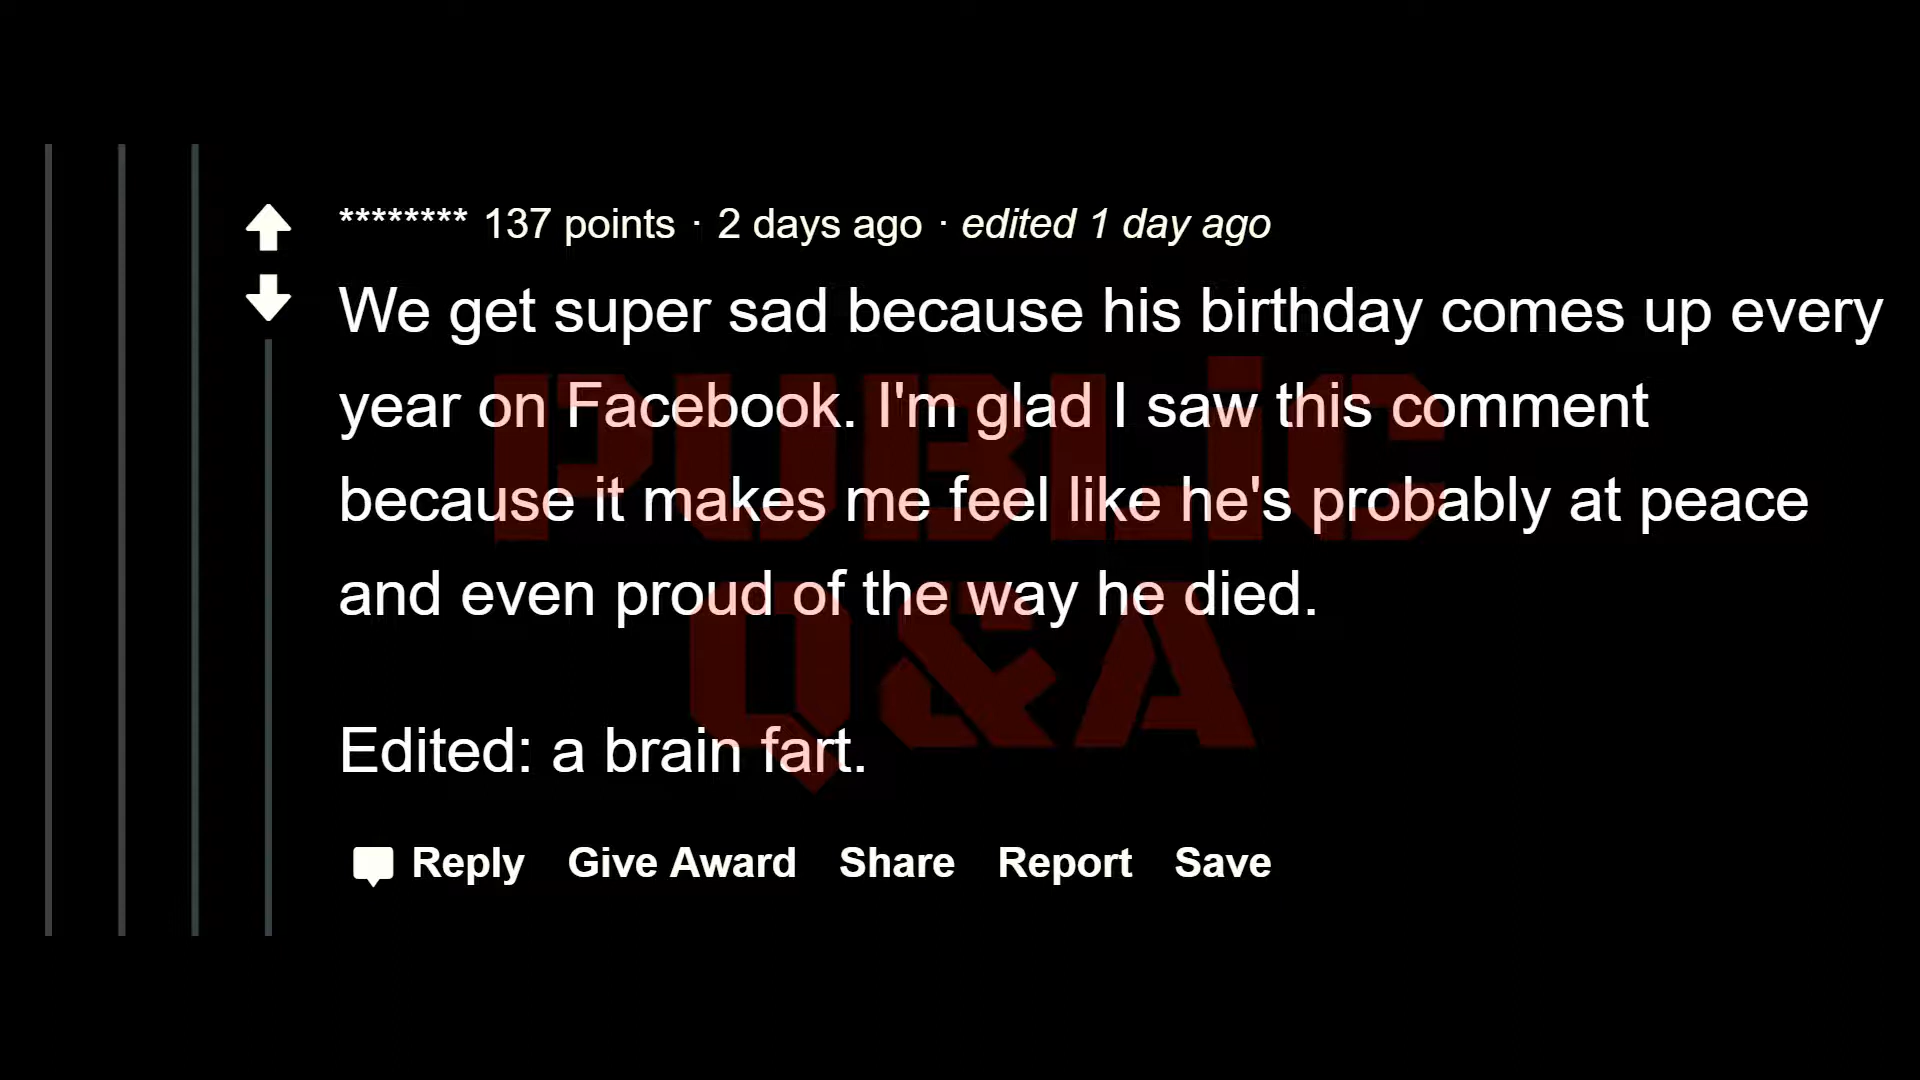 ******** 137 points · 2 days ago · edited 1 day ago
We get super sad because his birthday comes up every
year on Facebook. I'm glad I saw this comment
because it makes me feel like he's probably at peace
and even proud of the way he died.
Edited: a brain fart.
Reply Give Award Share Report Save
PUBLiC
Q&A